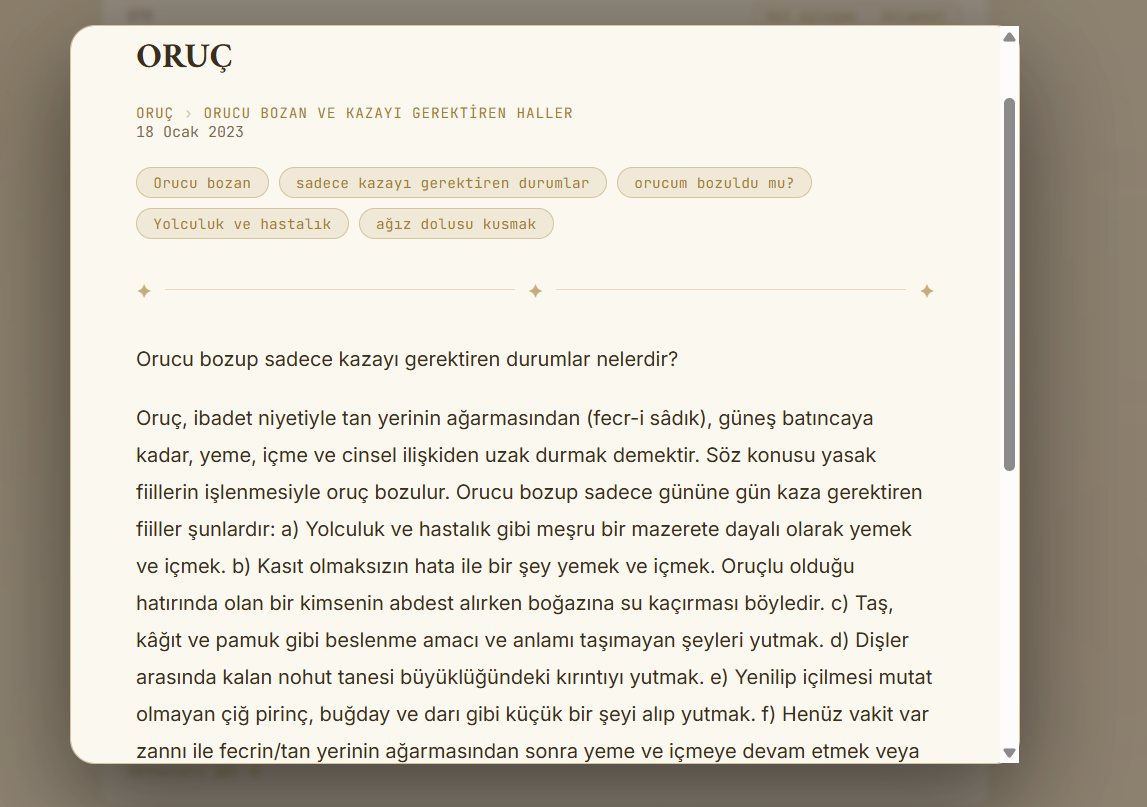 ORUÇ
ORUÇ › ORUCU BOZAN VE KAZAYI GEREKTİREN HALLER
18 Ocak 2023
Orucu bozan
sadece kazayı gerektiren durumlar
orucum bozuldu mu?
Yolculuk ve hastalık
ağız dolusu kusmak
Orucu bozup sadece kazayı gerektiren durumlar nelerdir?
Oruç, ibadet niyetiyle tan yerinin ağarmasından (fecr-i sâdık), güneş batıncaya
kadar, yeme, içme ve cinsel ilişkiden uzak durmak demektir. Söz konusu yasak
fiillerin işlenmesiyle oruç bozulur. Orucu bozup sadece gününe gün kaza gerektiren
fiiller şunlardır: a) Yolculuk ve hastalık gibi meşru bir mazerete dayalı olarak yemek
ve içmek. b) Kasıt olmaksızın hata ile bir şey yemek ve içmek. Oruçlu olduğu
hatırında olan bir kimsenin abdest alırken boğazına su kaçırması böyledir. c) Taş,
kâğıt ve pamuk gibi beslenme amacı ve anlamı taşımayan şeyleri yutmak. d) Dişler
arasında kalan nohut tanesi büyüklüğündeki kırıntıyı yutmak. e) Yenilip içilmesi mutat
olmayan çiğ pirinç, buğday ve darı gibi küçük bir şeyi alıp yutmak. f) Henüz vakit var
zannı ile fecrin/tan yerinin ağarmasından sonra yeme ve içmeye devam etmek veya